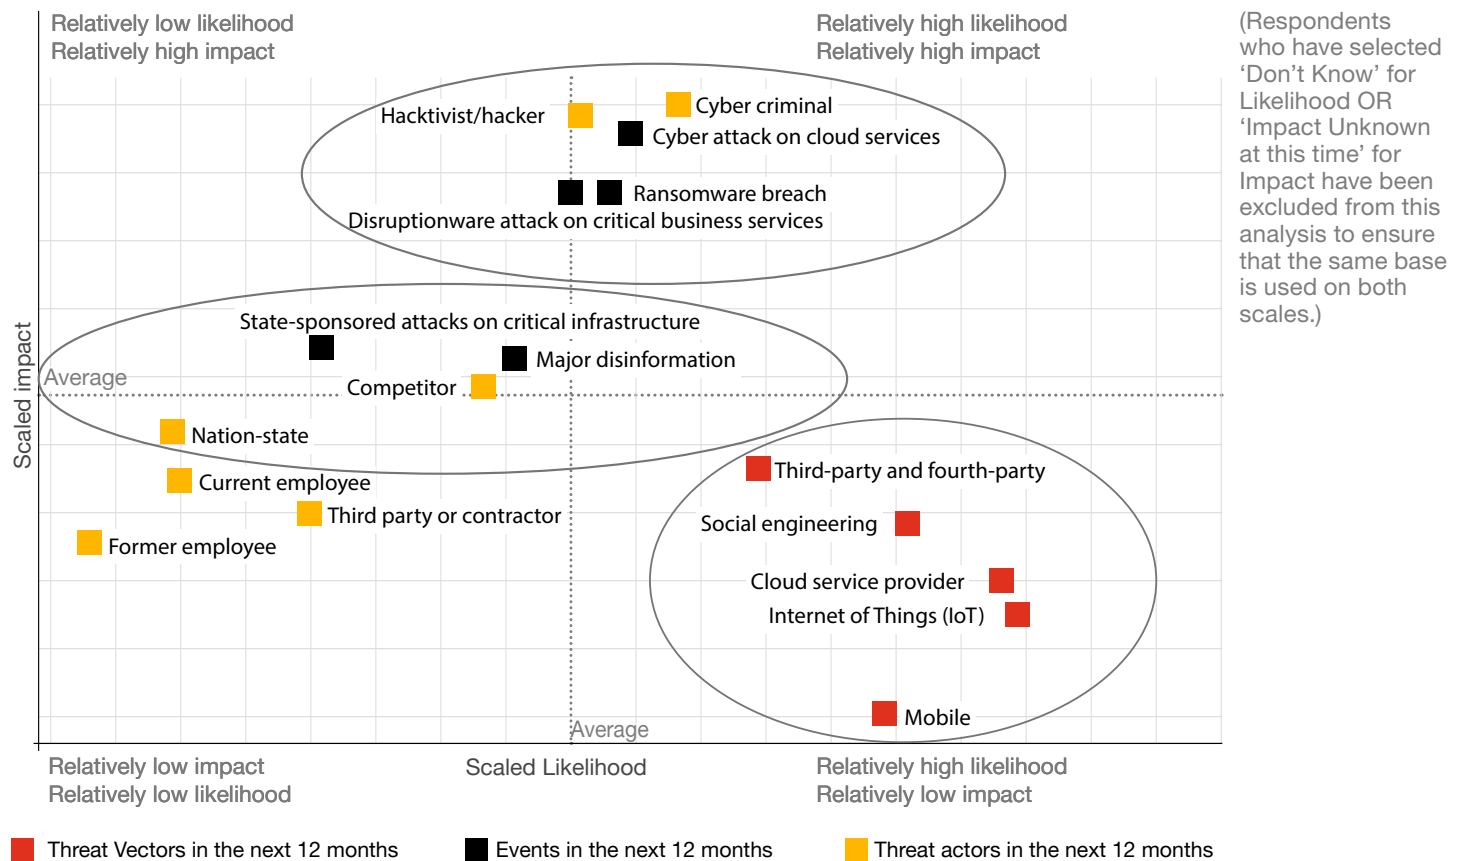 Relatively low likelihood
Relatively high impact
Relatively high likelihood
Relatively high impact
(Respondents
who have selected
‘Don’t Know’ for
Likelihood OR
‘Impact Unknown
at this time’ for
Impact have been
excluded from this
analysis to ensure
that the same base
is used on both
scales.)
Hacktivist/hacker
Cyber criminal
Cyber attack on cloud services
Ransomware breach
Disruptionware attack on critical business services
State-sponsored attacks on critical infrastructure
Major disinformation
Scaled impact
Average
Competitor
Nation-state
Third-party and fourth-party
Current employee
Third party or contractor
Social engineering
Former employee
Cloud service provider
Internet of Things (IoT)
Mobile
Average
Relatively low impact
Relatively low likelihood
Scaled Likelihood
Relatively high likelihood
Relatively low impact
Threat Vectors in the next 12 months
Events in the next 12 months
Threat actors in the next 12 months